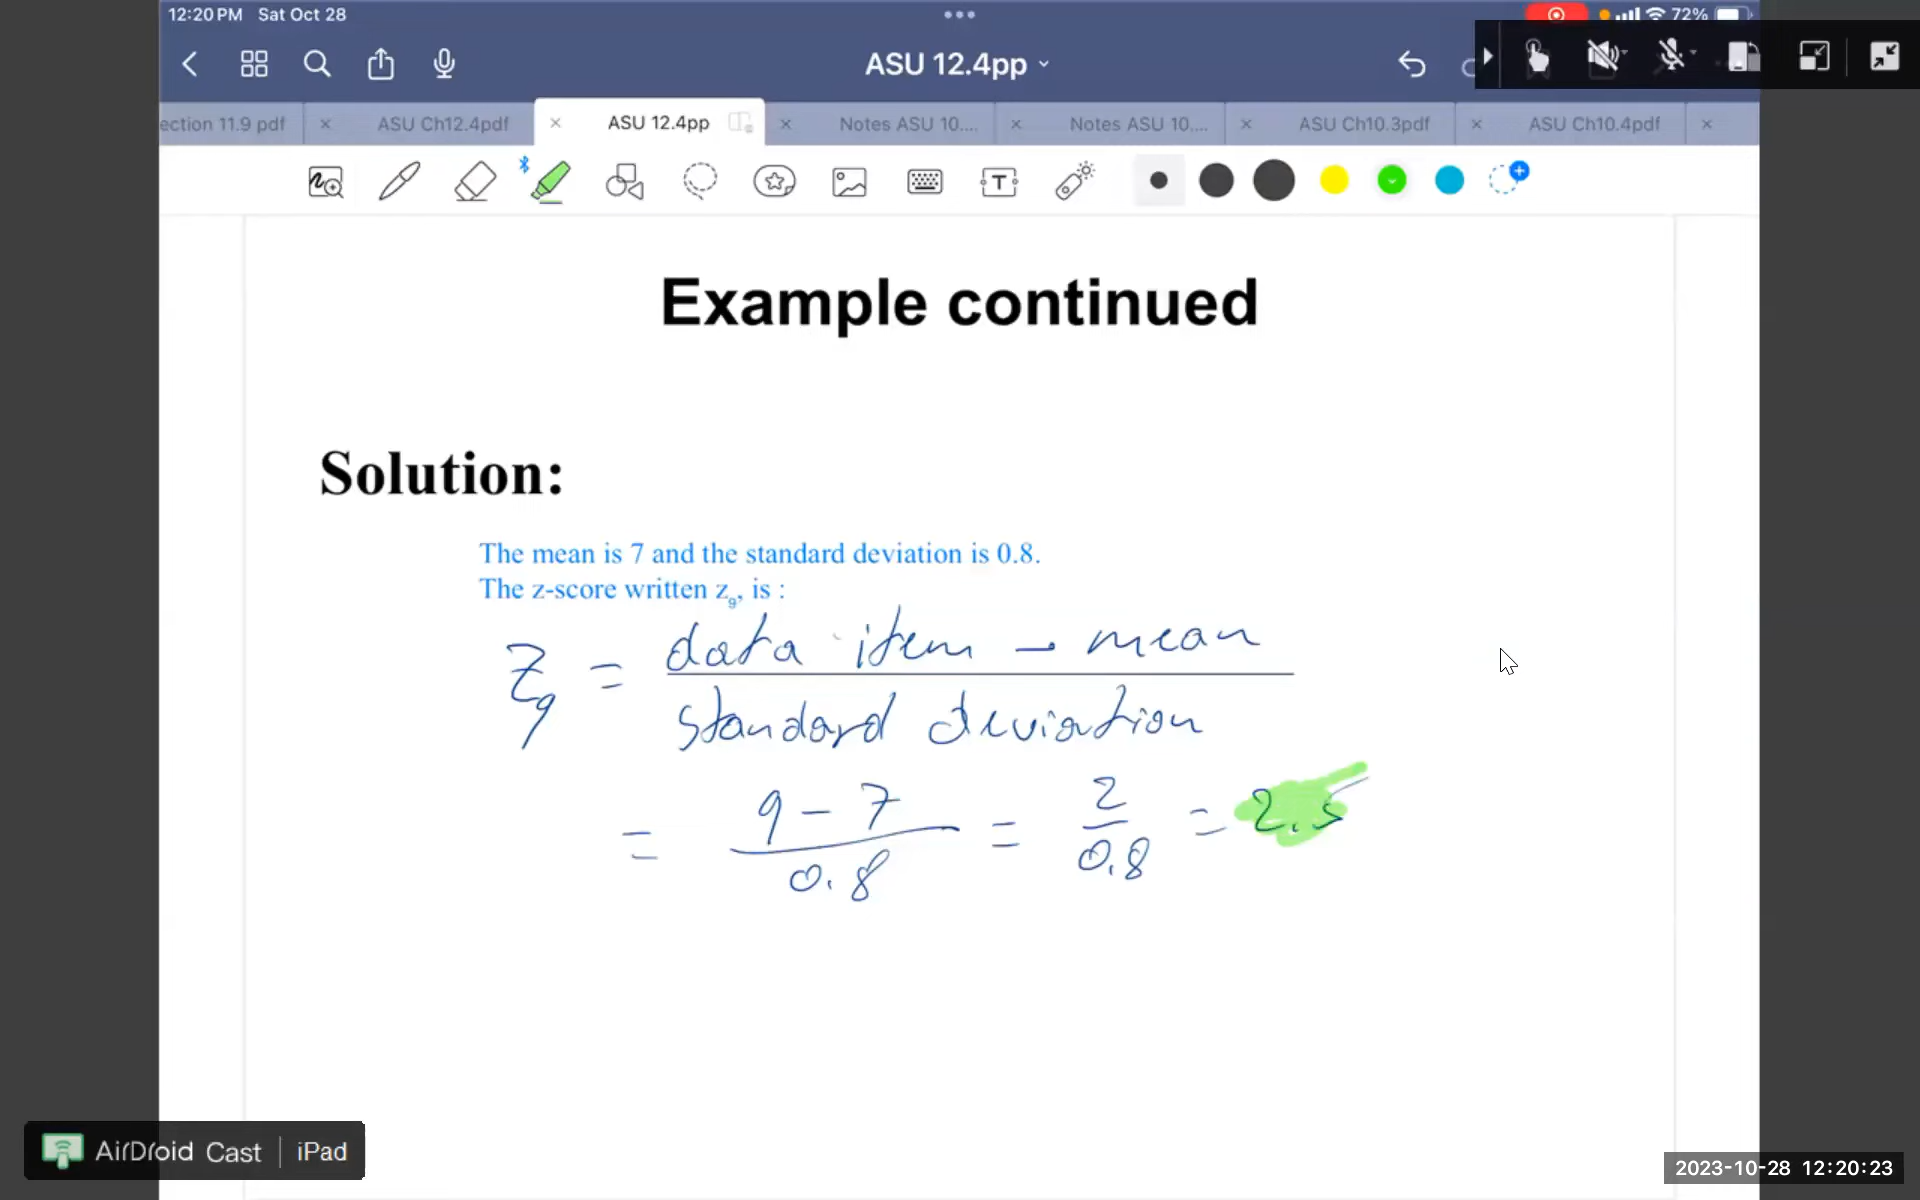 12:20 PM Sat Oct 28
72%
ASU 12.4pp
ection 11.9 pdf
ASU Ch12.4pdf
ASU 12.4pp
Notes ASU 10....
Notes ASU 10....
ASU Ch10.3pdf
ASU Ch10.4pdf
T
Example continued
Solution:
The mean is 7 and the standard deviation is 0.8.
The z-score written z₉, is :
z₉ = data item - mean
standard deviation
= 9 - 7 / 0.8 = 2 / 0.8 = 2.5
AirDroid Cast | iPad
2023-10-28 12:20:23